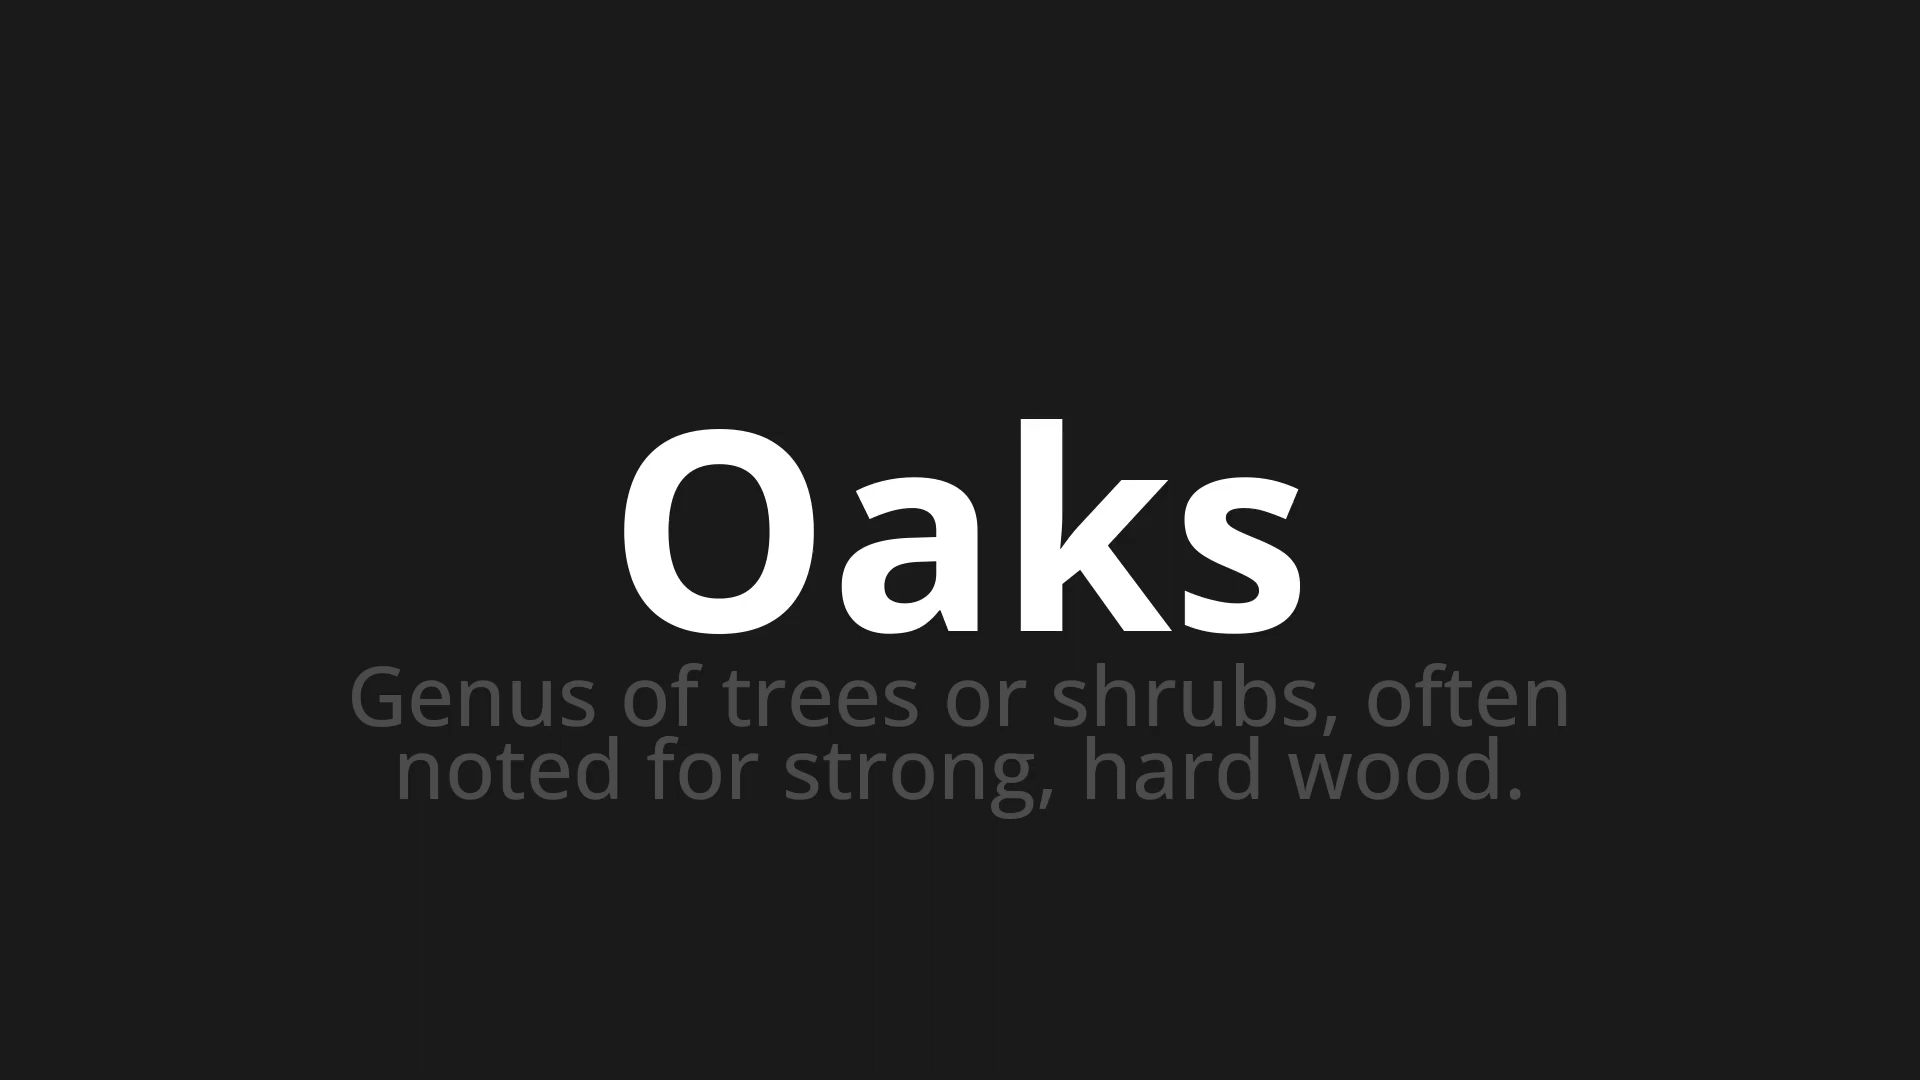 Oaks
Genus of trees or shrubs, often
noted for strong, hard wood.